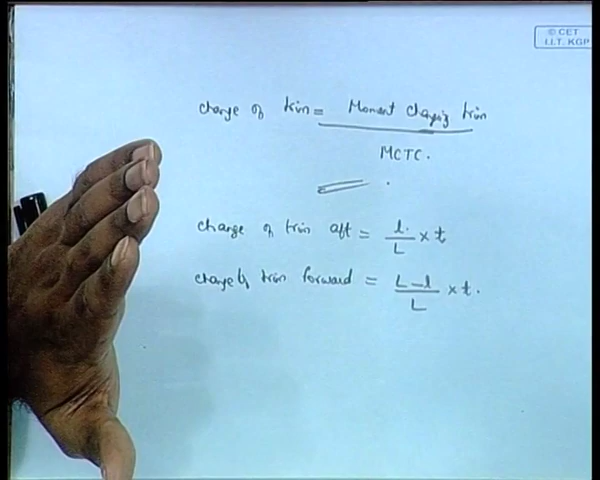 © CET
I.I.T. KGP
change of trim = Moment changing trim
MCTC.
change of trim aft = l/L × t
change of trim forward = L-l/L × t.